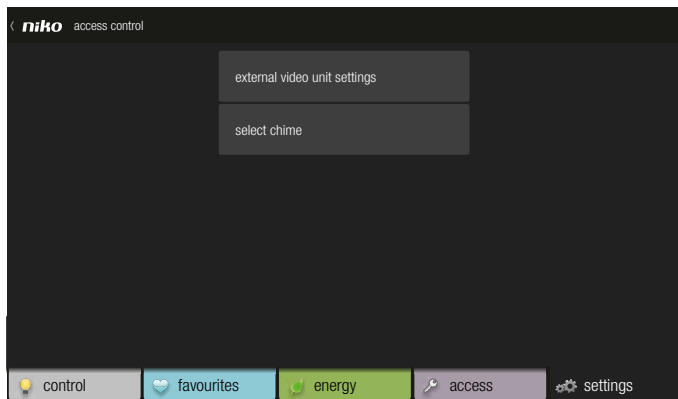 niko access control
external video unit settings
select chime
control favourites energy access settings